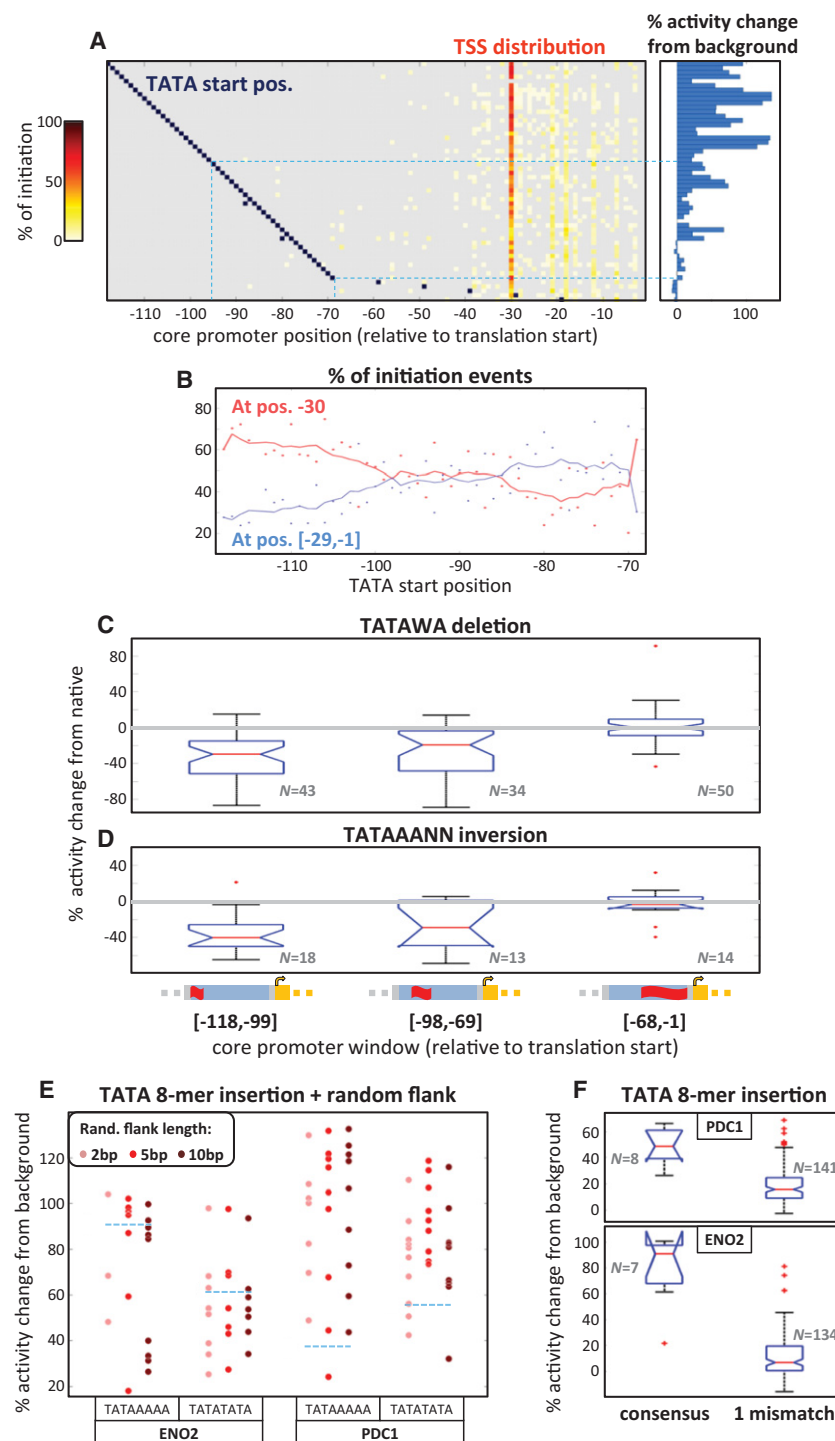 A
% activity change
from background
TSS distribution
TATA start pos.
% of initiation
100
50
0
-110 -100 -90 -80 -70 -60 -50 -40 -30 -20 -10
0 100
core promoter position (relative to translation start)
B
% of initiation events
At pos. -30
80
60
40
20
At pos. [-29,-1]
-110 -100 -90 -80 -70
TATA start position
C
TATAWA deletion
80
40
0
-40
-80
N=43
N=34
N=50
% activity change from native
D
TATAAANN inversion
40
0
-40
N=18
N=13
N=14
[-118,-99]
[-98,-69]
[-68,-1]
core promoter window (relative to translation start)
E
TATA 8-mer insertion + random flank
Rand. flank length:
2bp 5bp 10bp
% activity change from background
120
100
80
60
40
20
TATAAAAA TATATATA TATAAAAA TATATATA
ENO2 PDC1
F
TATA 8-mer insertion
PDC1
60
40
20
0
N=8
N=141
ENO2
100
80
60
40
20
0
N=7
N=134
% activity change from background
consensus 1 mismatch